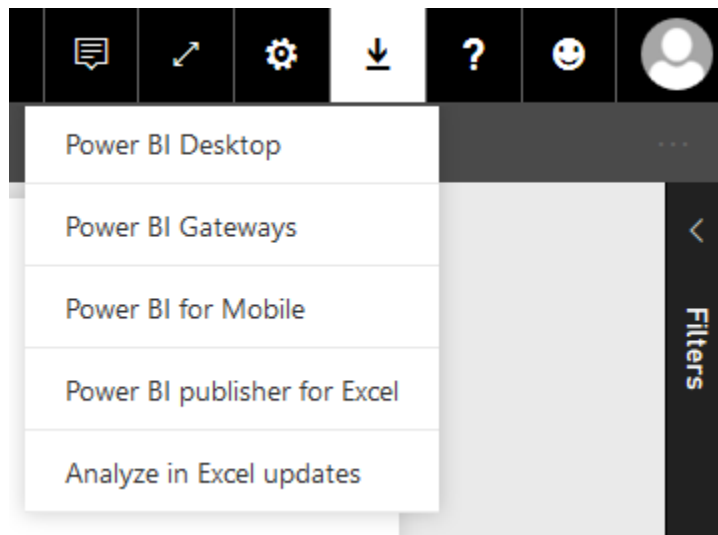 ?
Power BI Desktop
...
Power BI Gateways
Power BI for Mobile
Power BI publisher for Excel
Analyze in Excel updates
Filters